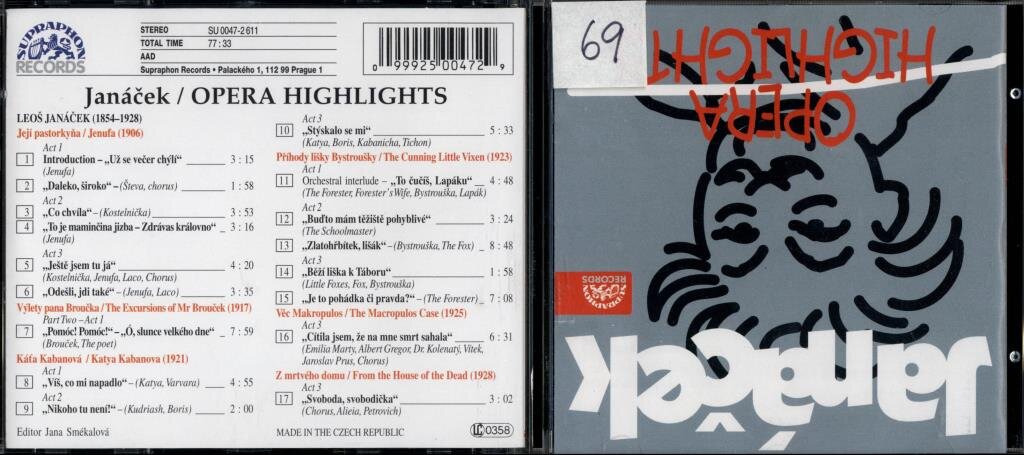 SUPRAPHON
RECORDS
STEREO SU 0047-2 611
TOTAL TIME 77 : 33
AAD
Supraphon Records • Palackého 1, 112 99 Prague 1
0 99925 00472 9
Janáček / OPERA HIGHLIGHTS
LEOŠ JANÁČEK (1854–1928)
Její pastorkyňa / Jenufa (1906)
Act 1
1 Introduction – „Už se večer chýlí“ 3 : 15
(Jenufa)
2 „Daleko, široko“ – (Števa, chorus) 1 : 58
Act 2
3 „Co chvíla“ – (Kostelnička) 3 : 53
4 „To je maminčina jizba – Zdrávas královno“ – 3 : 16
(Jenufa)
Act 3
5 „Ještě jsem tu já“ 4 : 20
(Kostelnička, Jenufa, Laco, Chorus)
6 „Odešli, jdi také“ – (Jenufa, Laco) 3 : 35
Výlety pana Broučka / The Excursions of Mr Brouček (1917)
Part Two – Act 1
7 „Pomóc! Pomóc!“ – „Ó, slunce velkého dne“ 7 : 59
(Brouček, The poet)
Káťa Kabanová / Katya Kabanova (1921)
Act 1
8 „Víš, co mi napadlo“ – (Katya, Varvara) 4 : 55
Act 2
9 „Nikoho tu není!“ – (Kudriash, Boris) 2 : 00
Editor Jana Smékalová
Act 3
10 „Stýskalo se mi“ 5 : 33
(Katya, Boris, Kabanicha, Tichon)
Příhody lišky Bystroušky / The Cunning Little Vixen (1923)
Act 1
11 Orchestral interlude – „To čučíš, Lapáku“ 4 : 48
(The Forester, Forester's Wife, Bystrouška, Lapák)
Act 2
12 „Buďto mám těžiště pohyblivé“ 3 : 24
(The Schoolmaster)
13 „Zlatohřbítek, lišák“ – (Bystrouška, The Fox) 8 : 48
Act 3
14 „Běží liška k Táboru“ 1 : 58
(Little Foxes, Fox, Bystrouška)
15 „Je to pohádka či pravda?“ – (The Forester) 7 : 08
Věc Makropulos / The Macropulos Case (1925)
Act 3
16 „Cítila jsem, že na mne smrt sahala“ 6 : 31
(Emilia Marty, Albert Gregor, Dr. Kolenatý, Vítek,
Jaroslav Prus, Chorus)
Z mrtvého domu / From the House of the Dead (1928)
Act 3
17 „Svoboda, svobodička“ 3 : 02
(Chorus, Alieia, Petrovich)
MADE IN THE CZECH REPUBLIC
LC 0358
69
Janáček
SUPRAPHON
RECORDS
OPERA
HIGHLIGHT